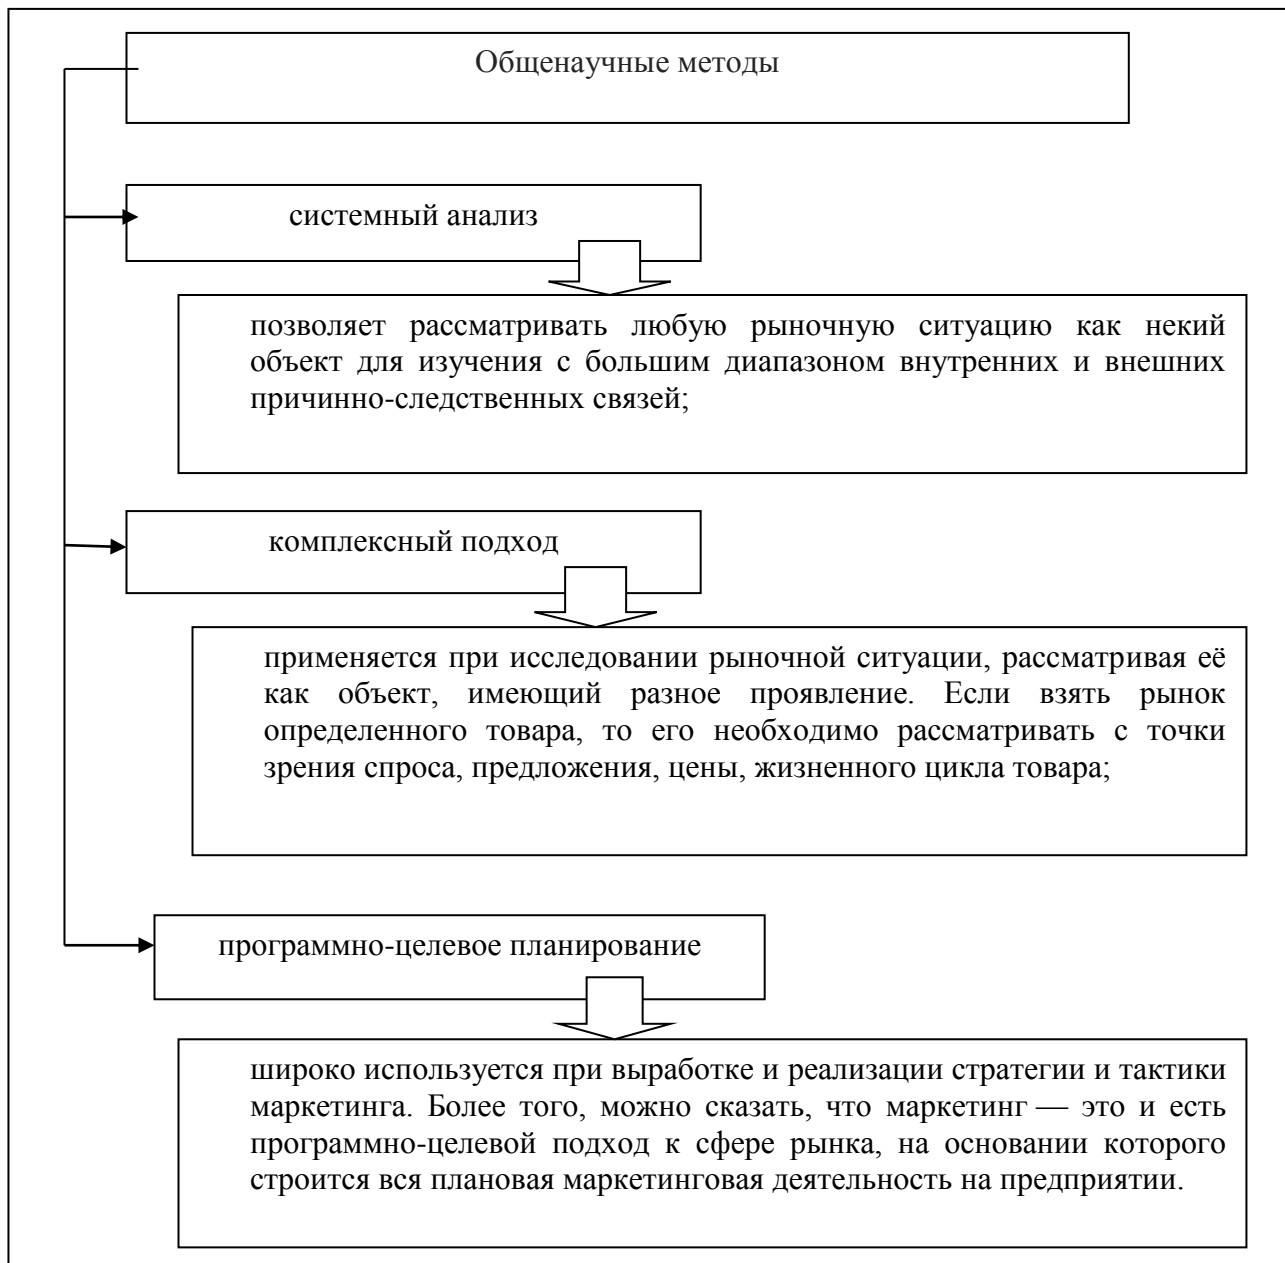 Общенаучные методы
системный анализ
позволяет рассматривать любую рыночную ситуацию как некий
объект для изучения с большим диапазоном внутренних и внешних
причинно-следственных связей;
комплексный подход
применяется при исследовании рыночной ситуации, рассматривая её
как объект, имеющий разное проявление. Если взять рынок
определенного товара, то его необходимо рассматривать с точки
зрения спроса, предложения, цены, жизненного цикла товара;
программно-целевое планирование
широко используется при выработке и реализации стратегии и тактики
маркетинга. Более того, можно сказать, что маркетинг — это и есть
программно-целевой подход к сфере рынка, на основании которого
строится вся плановая маркетинговая деятельность на предприятии.